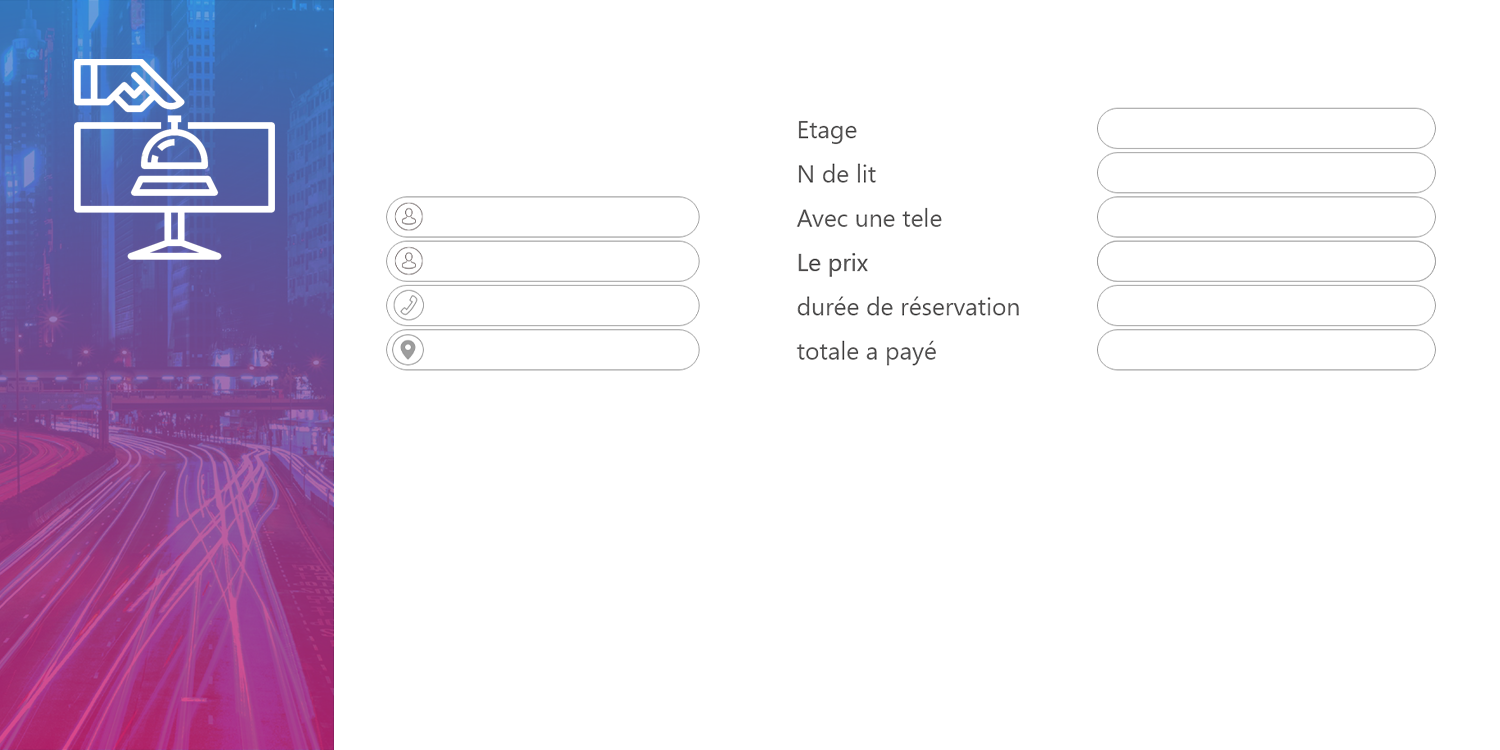 Etage
N de lit
Avec une tele
Le prix
durée de réservation
totale a payé